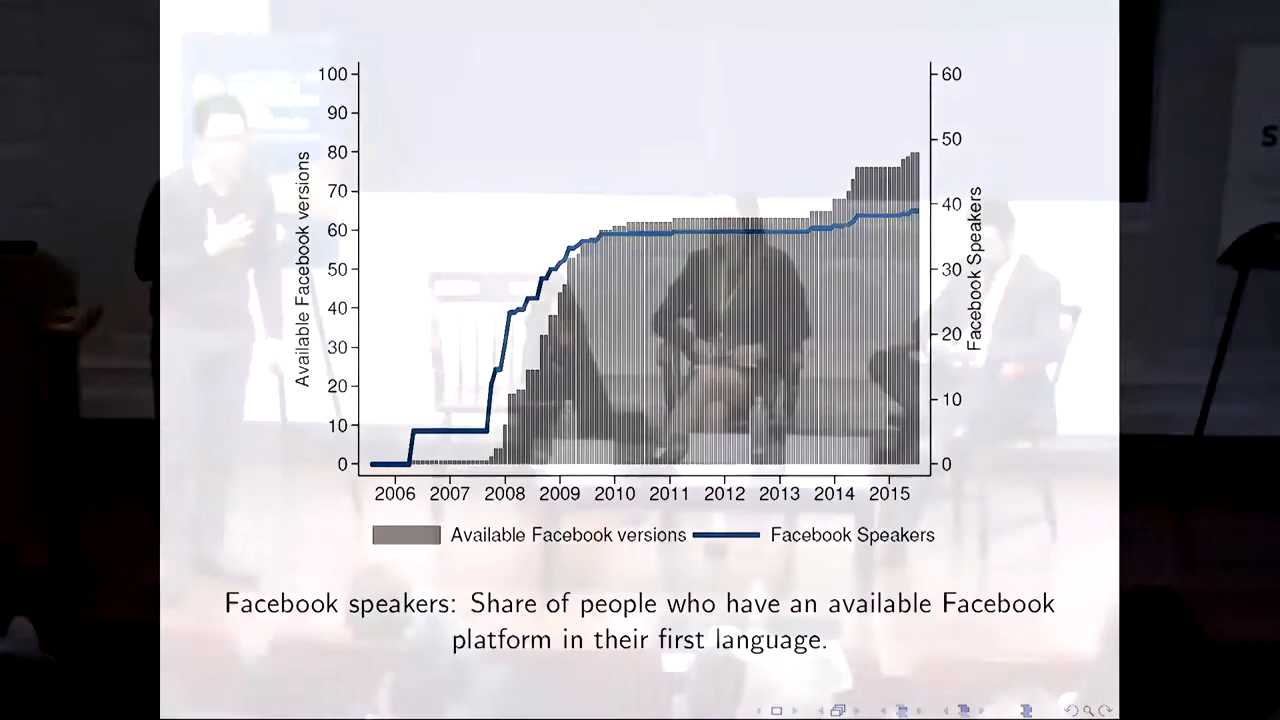 100
90
80
70
60
50
40
30
20
10
0
Available Facebook versions
60
50
40
30
20
10
0
Facebook Speakers
2006 2007 2008 2009 2010 2011 2012 2013 2014 2015
Available Facebook versions Facebook Speakers
Facebook speakers: Share of people who have an available Facebook
platform in their first language.
S